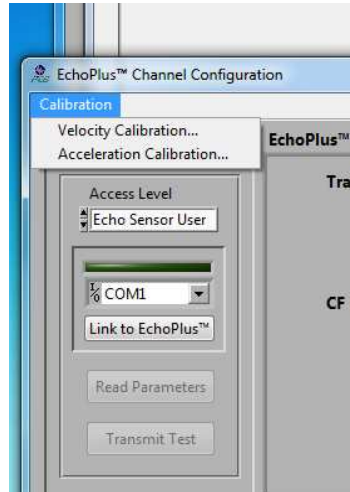 EchoPlus™ Channel Configuration
Calibration
Velocity Calibration...
Acceleration Calibration...
EchoPlus™
Tra
Access Level
Echo Sensor User
CF
I/O COM1
Link to EchoPlus™
Read Parameters
Transmit Test